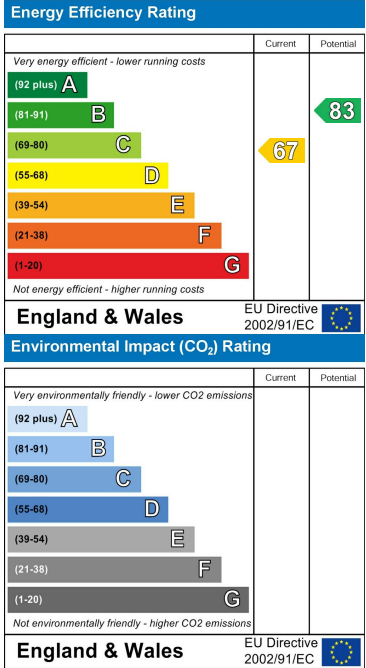 Energy Efficiency Rating
Current Potential
Very energy efficient - lower running costs
(92 plus) A
(81-91) B
83
(69-80) C
67
(55-68) D
(39-54) E
(21-38) F
(1-20) G
Not energy efficient - higher running costs
England & Wales
EU Directive
2002/91/EC
Environmental Impact (CO₂) Rating
Current Potential
Very environmentally friendly - lower CO2 emissions
(92 plus) A
(81-91) B
(69-80) C
(55-68) D
(39-54) E
(21-38) F
(1-20) G
Not environmentally friendly - higher CO2 emissions
England & Wales
EU Directive
2002/91/EC